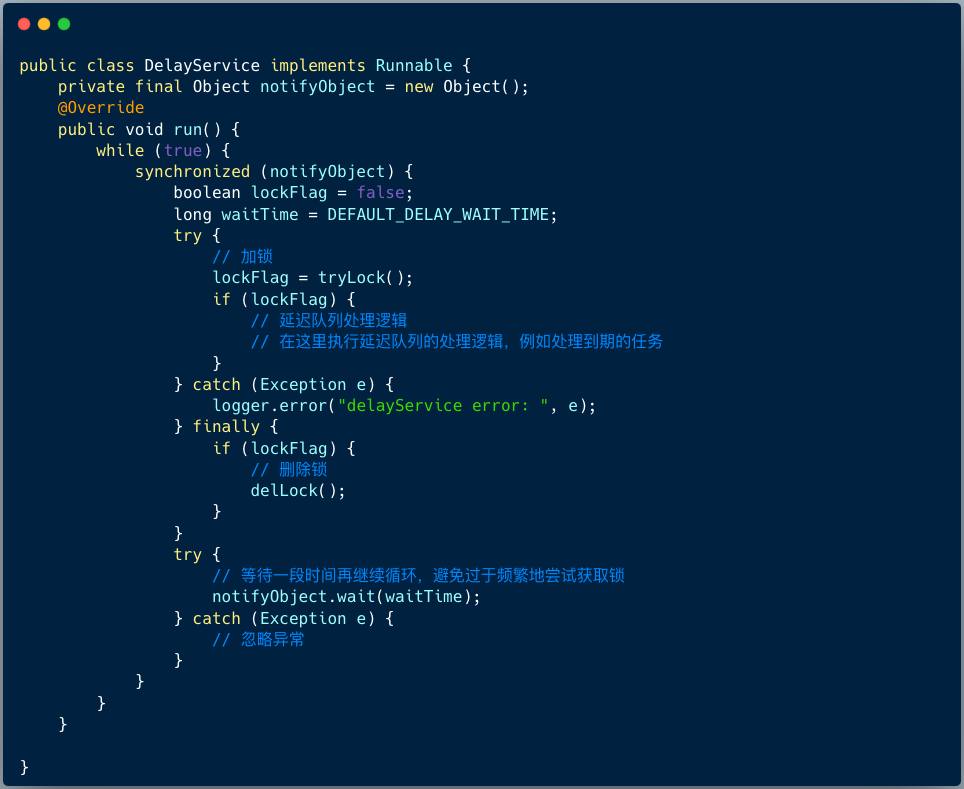 public class DelayService implements Runnable {
    private final Object notifyObject = new Object();
    @Override
    public void run() {
        while (true) {
            synchronized (notifyObject) {
                boolean lockFlag = false;
                long waitTime = DEFAULT_DELAY_WAIT_TIME;
                try {
                    // 加锁
                    lockFlag = tryLock();
                    if (lockFlag) {
                        // 延迟队列处理逻辑
                        // 在这里执行延迟队列的处理逻辑，例如处理到期的任务
                    }
                } catch (Exception e) {
                    logger.error("delayService error: ", e);
                } finally {
                    if (lockFlag) {
                        // 删除锁
                        delLock();
                    }
                }
                try {
                    // 等待一段时间再继续循环，避免过于频繁地尝试获取锁
                    notifyObject.wait(waitTime);
                } catch (Exception e) {
                    // 忽略异常
                }
            }
        }
    }

}